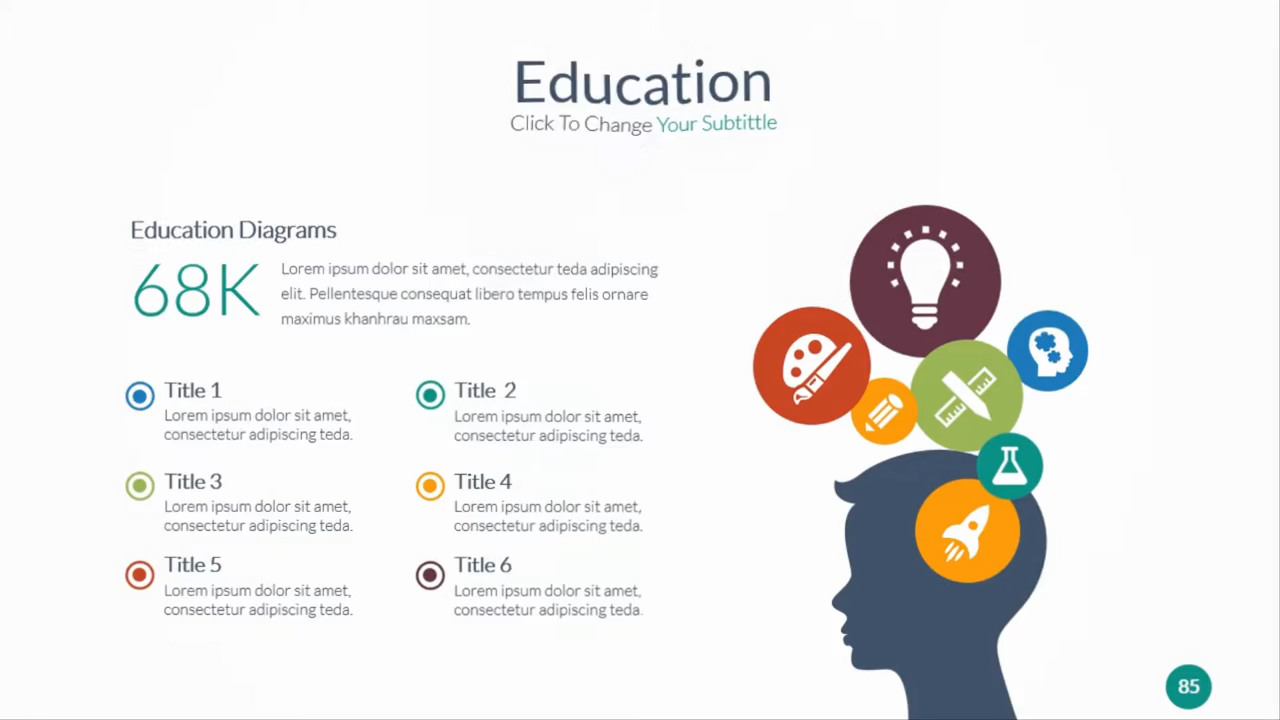 Education
Click To Change Your Subtittle
Education Diagrams
68K
Lorem ipsum dolor sit amet, consectetur teda adipiscing
elit. Pellentesque consequat libero tempus felis ornare
maximus khanhrau maxsam.
Title 1
Lorem ipsum dolor sit amet,
consectetur adipiscing teda.
Title 2
Lorem ipsum dolor sit amet,
consectetur adipiscing teda.
Title 3
Lorem ipsum dolor sit amet,
consectetur adipiscing teda.
Title 4
Lorem ipsum dolor sit amet,
consectetur adipiscing teda.
Title 5
Lorem ipsum dolor sit amet,
consectetur adipiscing teda.
Title 6
Lorem ipsum dolor sit amet,
consectetur adipiscing teda.
85